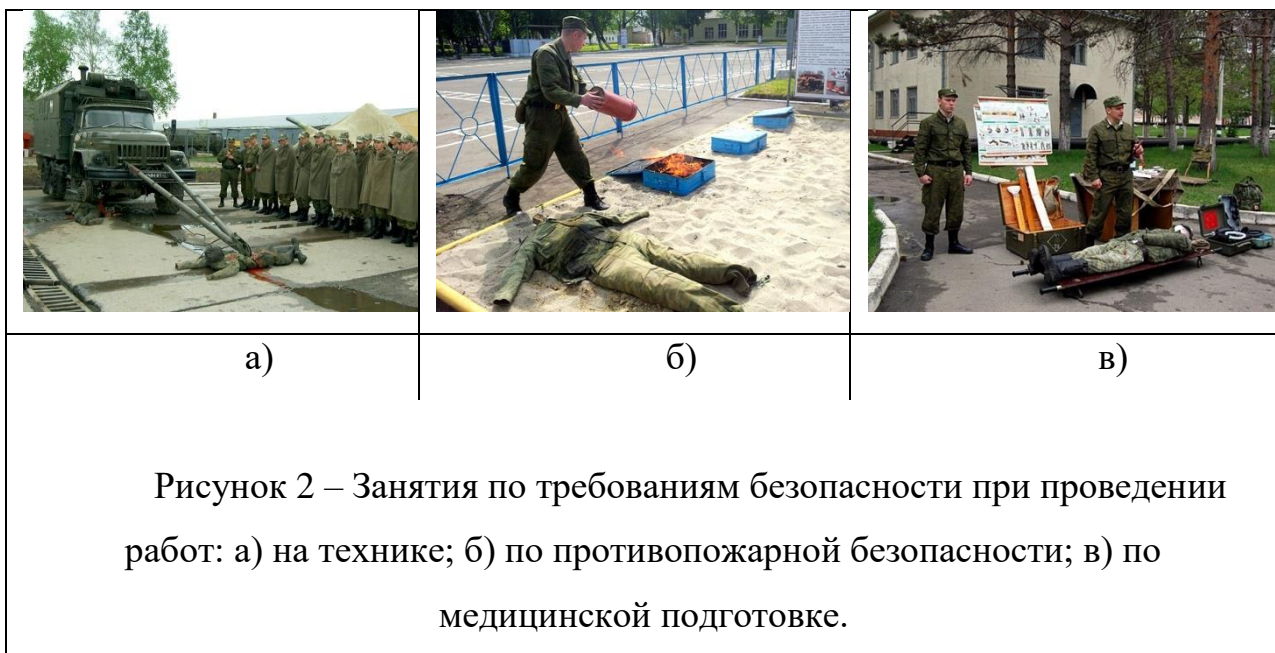 а)
б)
в)
Рисунок 2 – Занятия по требованиям безопасности при проведении
работ: а) на технике; б) по противопожарной безопасности; в) по
медицинской подготовке.